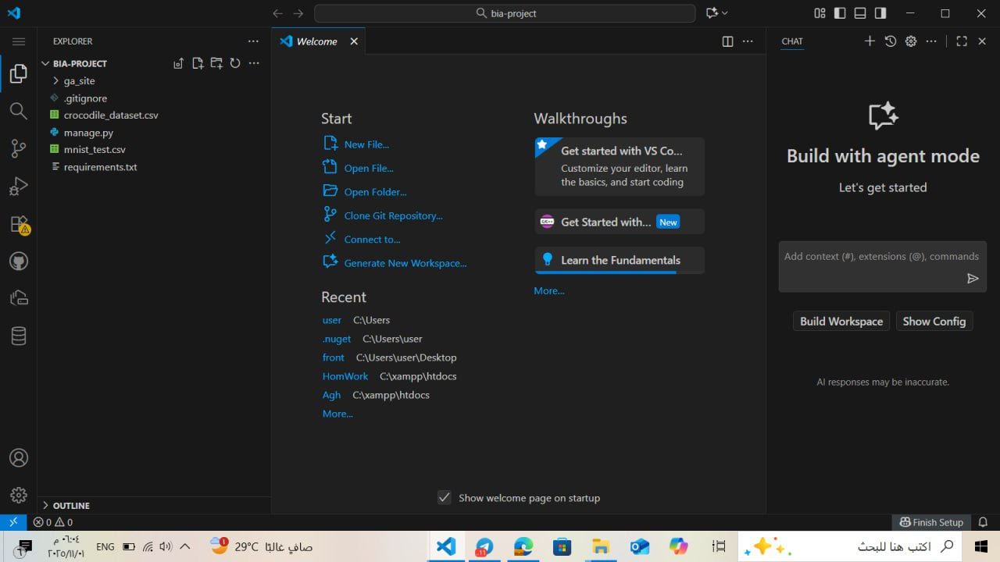 bia-project
EXPLORER
BIA-PROJECT
ga_site
.gitignore
crocodile_dataset.csv
manage.py
mnist_test.csv
requirements.txt
OUTLINE
Welcome
Start
New File...
Open File...
Open Folder...
Clone Git Repository...
Connect to...
Generate New Workspace...
Recent
user C:\Users
.nuget C:\Users\user
front C:\Users\user\Desktop
HomWork C:\xampp\htdocs
Agh C:\xampp\htdocs
More...
Walkthroughs
Get started with VS Co...
Customize your editor, learn
the basics, and start coding
Get Started with... New
Learn the Fundamentals
More...
Show welcome page on startup
CHAT
Build with agent mode
Let's get started
Add context (#), extensions (@), commands
Build Workspace Show Config
AI responses may be inaccurate.
0 0
Finish Setup
٠٦:٠٤ م
٢٠٢٥/١١/٠١
ENG
1
29°C صافي غالبًا
11
اكتب هنا للبحث